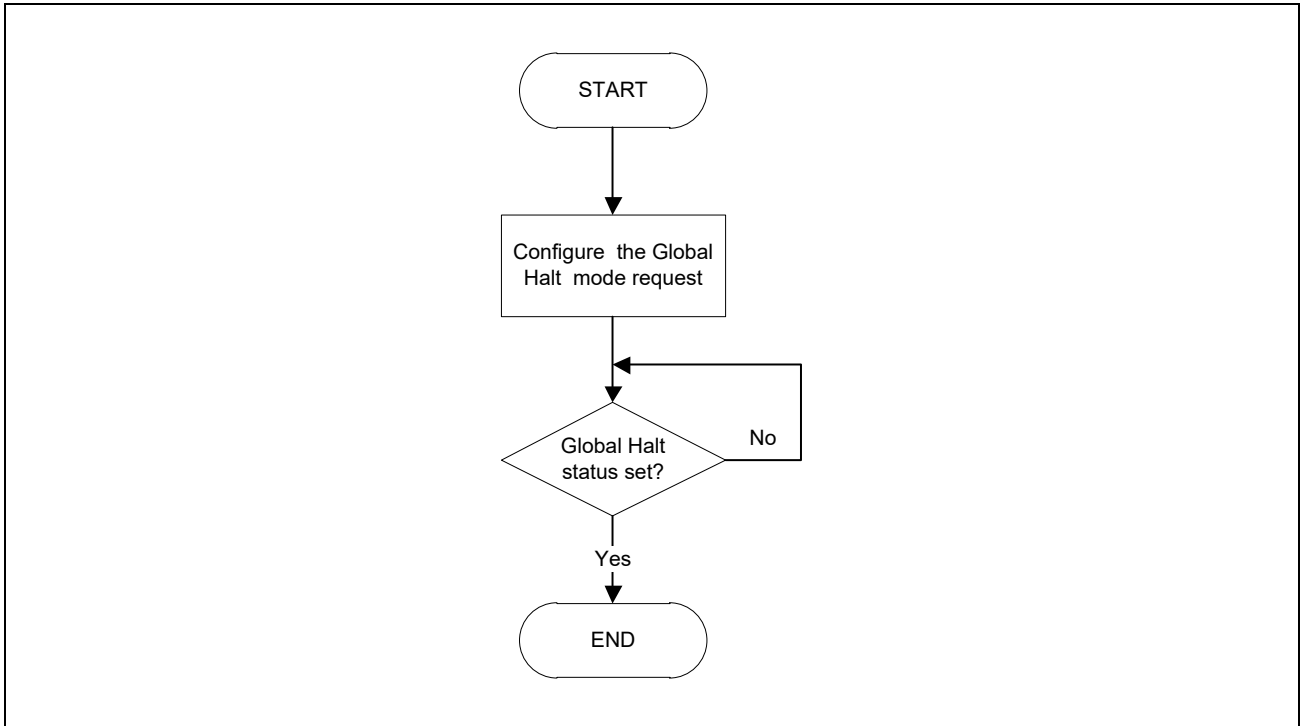 START
Configure the Global
Halt mode request
Global Halt
status set?
No
Yes
END